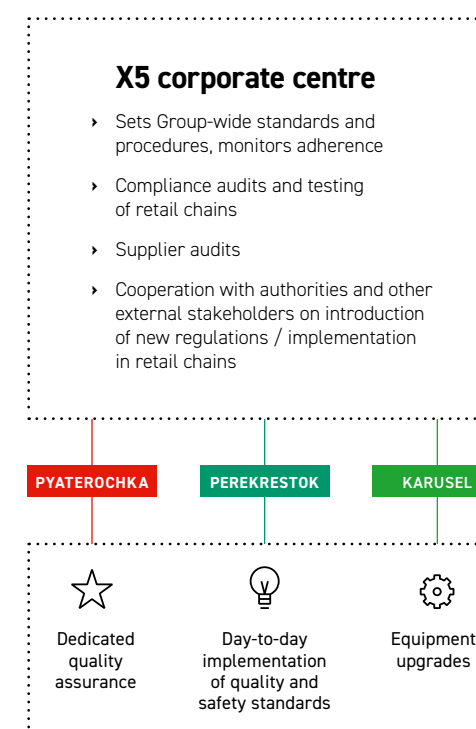 X5 corporate centre
› Sets Group-wide standards and
procedures, monitors adherence
› Compliance audits and testing
of retail chains
› Supplier audits
› Cooperation with authorities and other
external stakeholders on introduction
of new regulations / implementation
in retail chains
PYATEROCHKA PEREKRESTOK KARUSEL
Dedicated
quality
assurance
Day-to-day
implementation
of quality and
safety standards
Equipment
upgrades